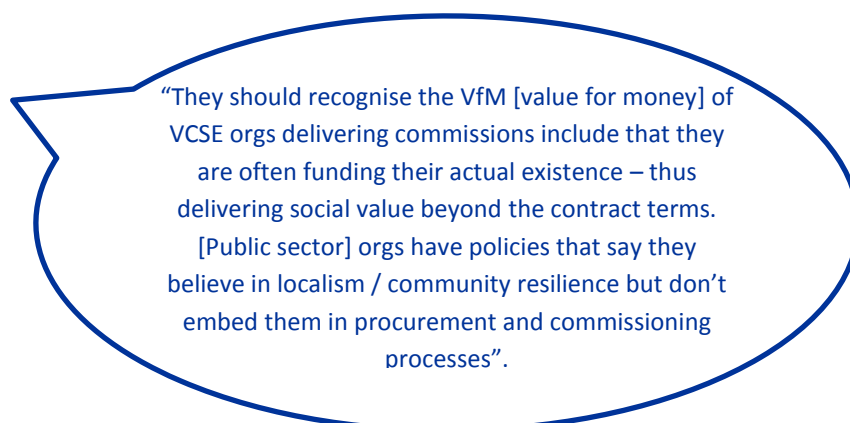 “They should recognise the VfM [value for money] of
VCSE orgs delivering commissions include that they
are often funding their actual existence – thus
delivering social value beyond the contract terms.
[Public sector] orgs have policies that say they
believe in localism / community resilience but don’t
embed them in procurement and commissioning
processes”.